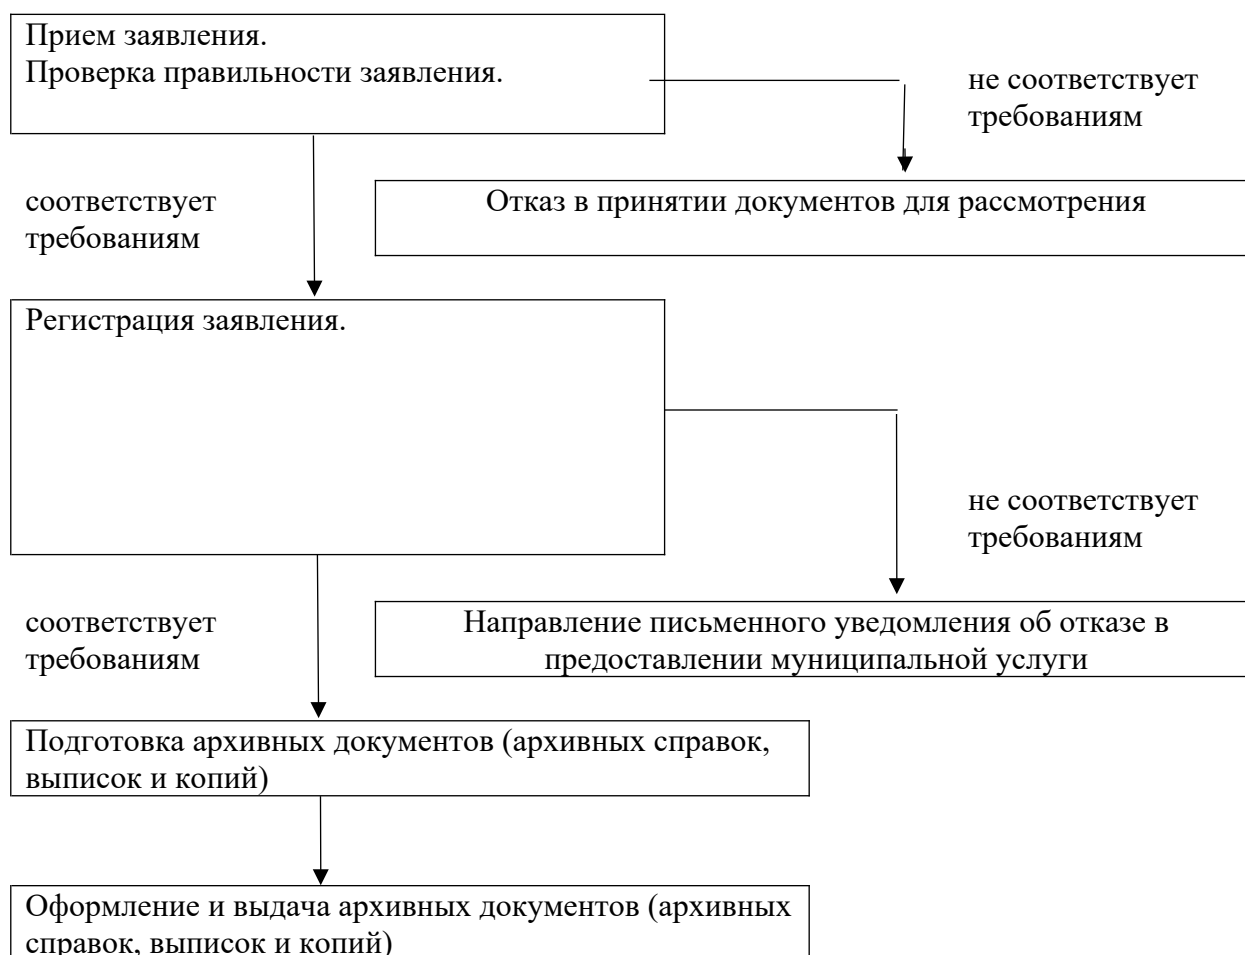 Прием заявления.
Проверка правильности заявления.
не соответствует
требованиям
соответствует
требованиям
Отказ в принятии документов для рассмотрения
Регистрация заявления.
не соответствует
требованиям
соответствует
требованиям
Направление письменного уведомления об отказе в
предоставлении муниципальной услуги
Подготовка архивных документов (архивных справок,
выписок и копий)
Оформление и выдача архивных документов (архивных
справок, выписок и копий)